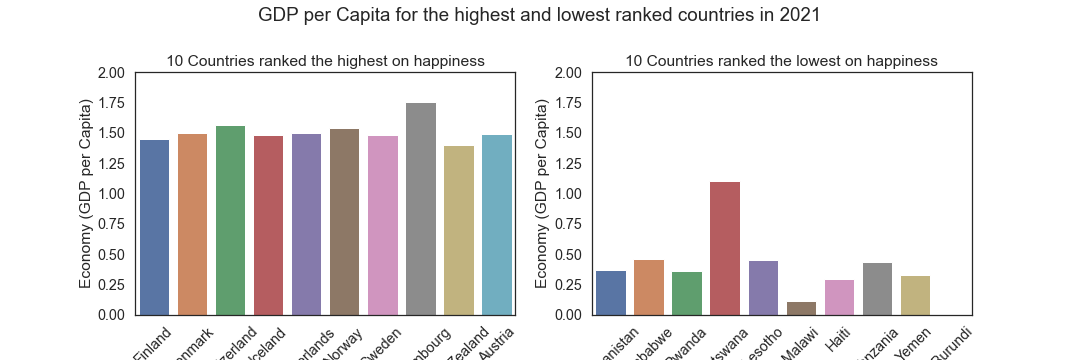 GDP per Capita for the highest and lowest ranked countries in 2021
10 Countries ranked the highest on happiness
2.00
1.75
1.50
1.25
1.00
0.75
0.50
0.25
0.00
Economy (GDP per Capita)
Finland
nmark
zerland
Iceland
erlands
Norway
Sweden
mbourg
Zealand
Austria
10 Countries ranked the lowest on happiness
2.00
1.75
1.50
1.25
1.00
0.75
0.50
0.25
0.00
Economy (GDP per Capita)
anistan
babwe
Rwanda
tswana
esotho
Malawi
Haiti
anzania
Yemen
Burundi